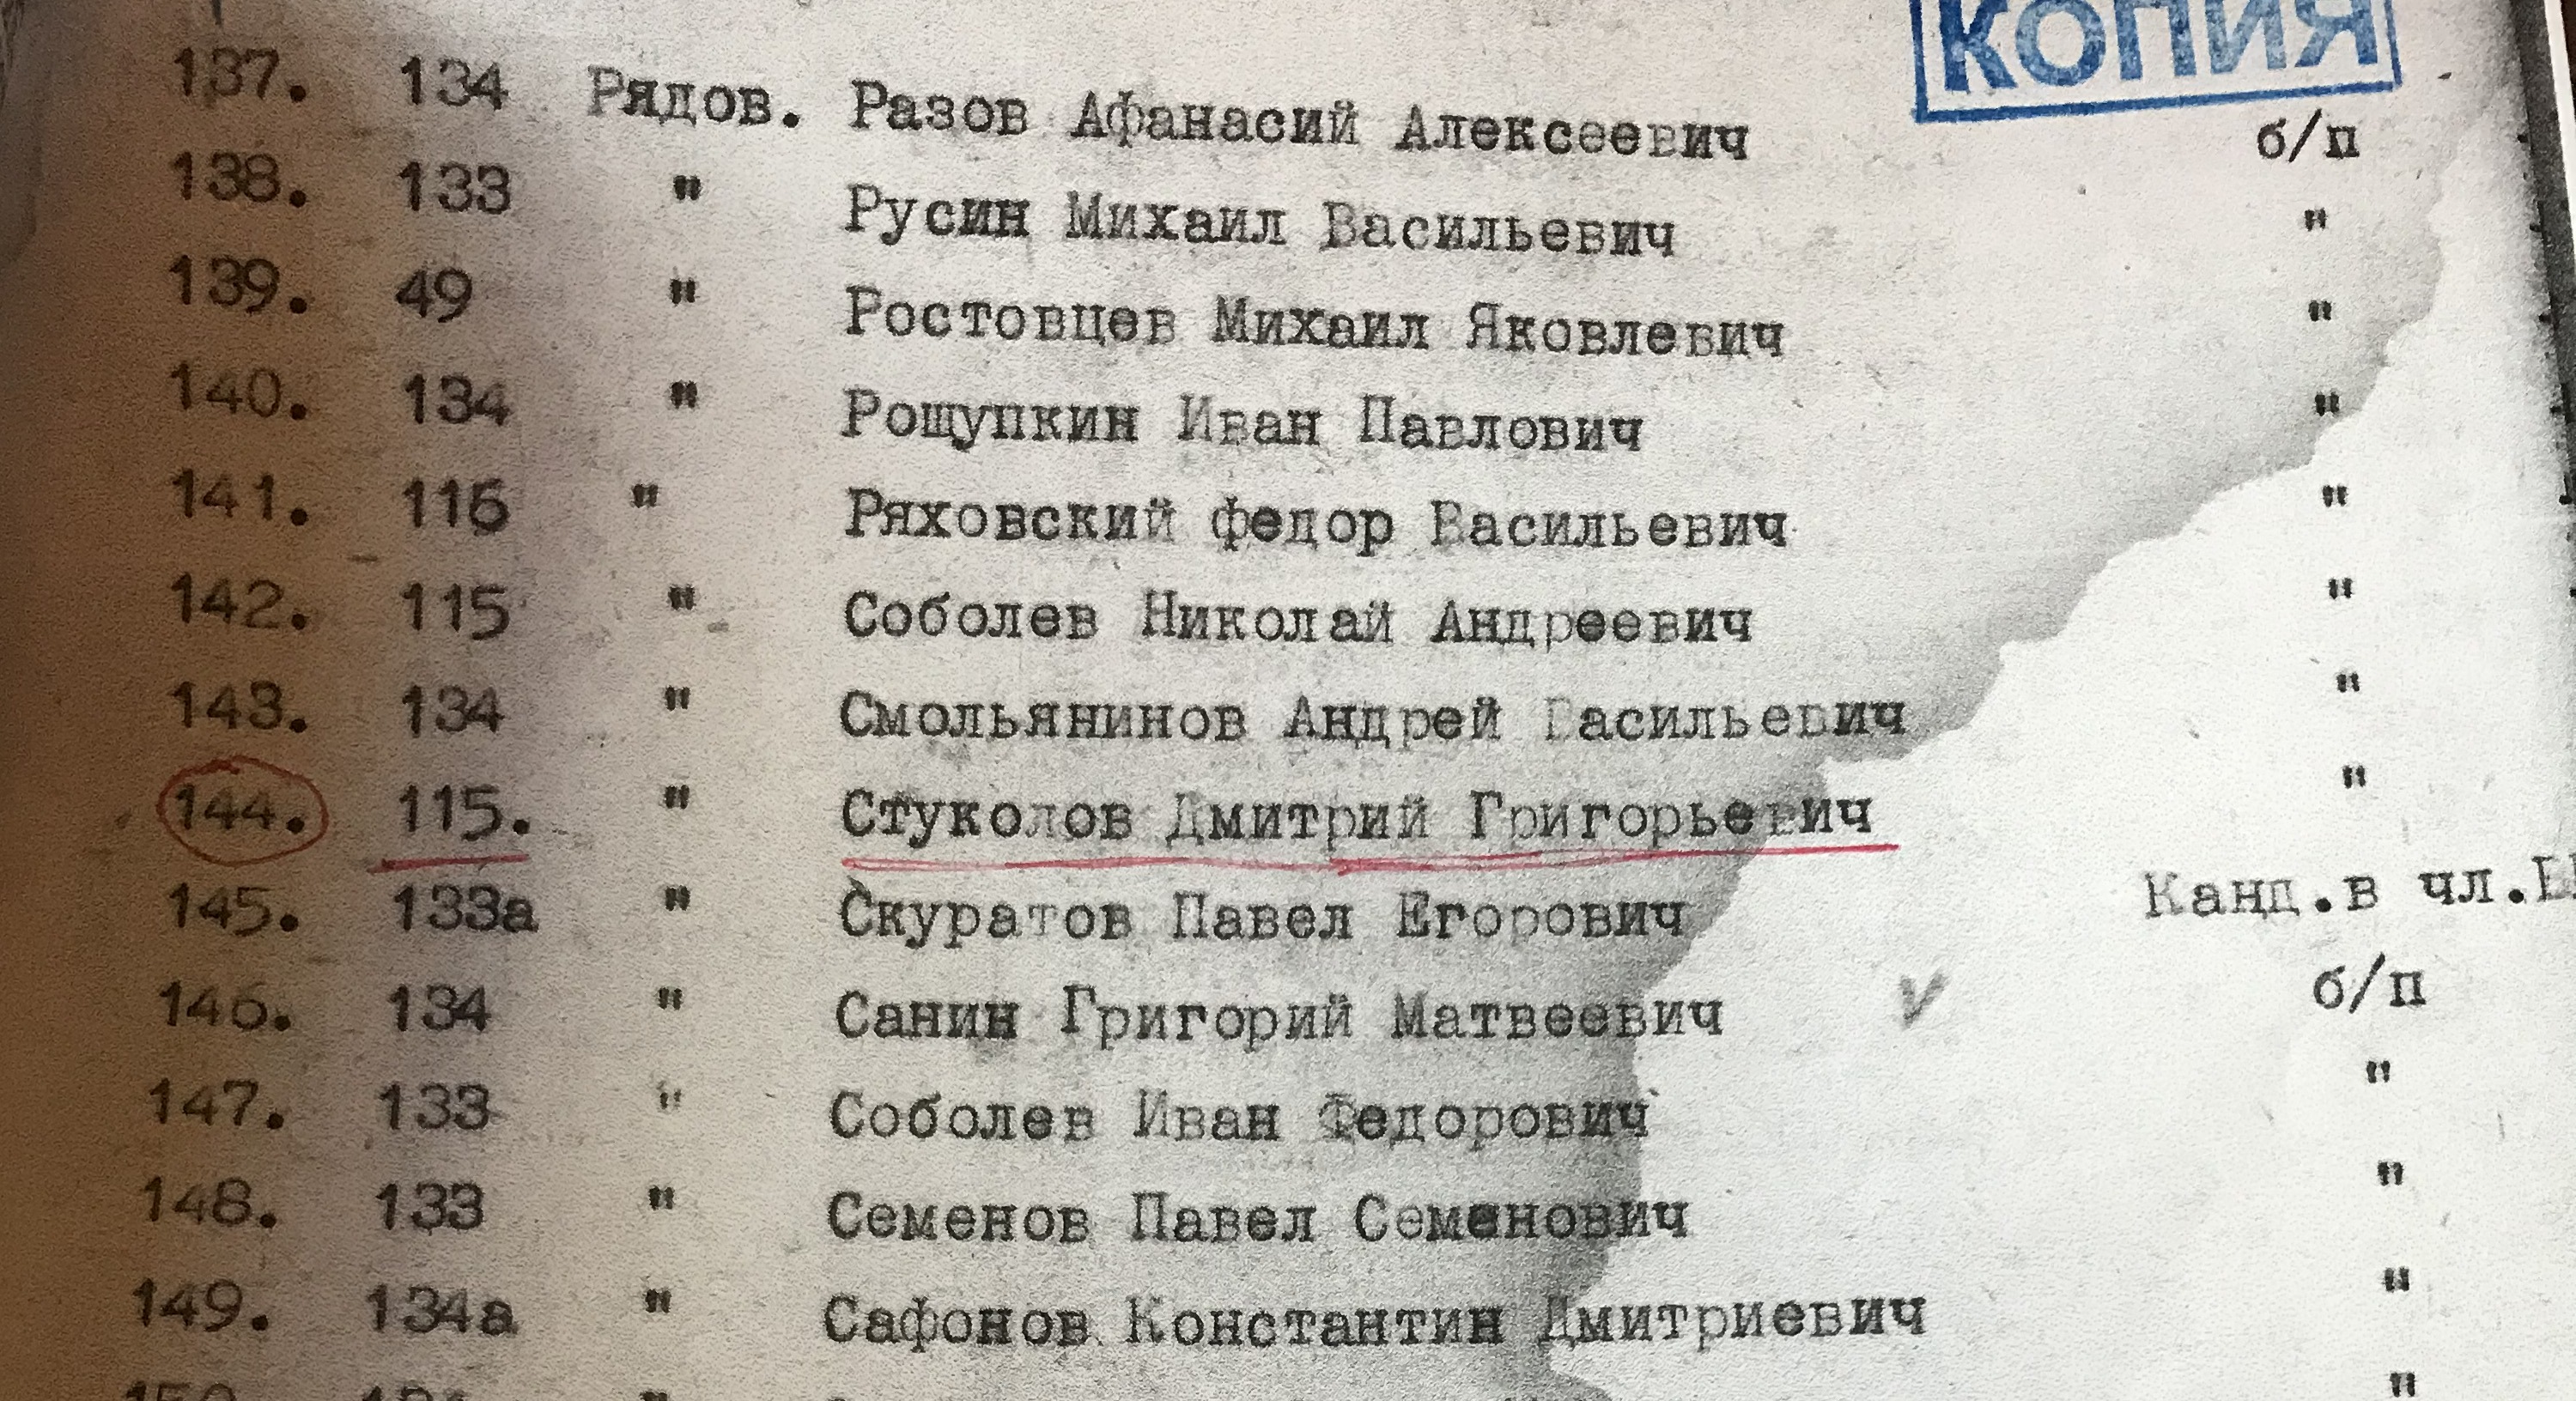 КОПИЯ
137. 134 Рядов. Разов Афанасий Алексеевич б/п
138. 133 " Русин Михаил Васильевич "
139. 49 " Ростовцев Михаил Яковлевич "
140. 134 " Рощупкин Иван Павлович "
141. 116 " Ряховский Федор Васильевич "
142. 115 " Соболев Николай Андреевич "
143. 134 " Смольянинов Андрей Васильевич "
144. 115. " Стуколов Дмитрий Григорьевич "
145. 133а " Скуратов Павел Егорович Канд.в чл.
146. 134 " Санин Григорий Матвеевич V б/п
147. 133 " Соболев Иван Федорович "
148. 133 " Семенов Павел Семенович "
149. 134а " Сафонов Константин Дмитриевич "
" "